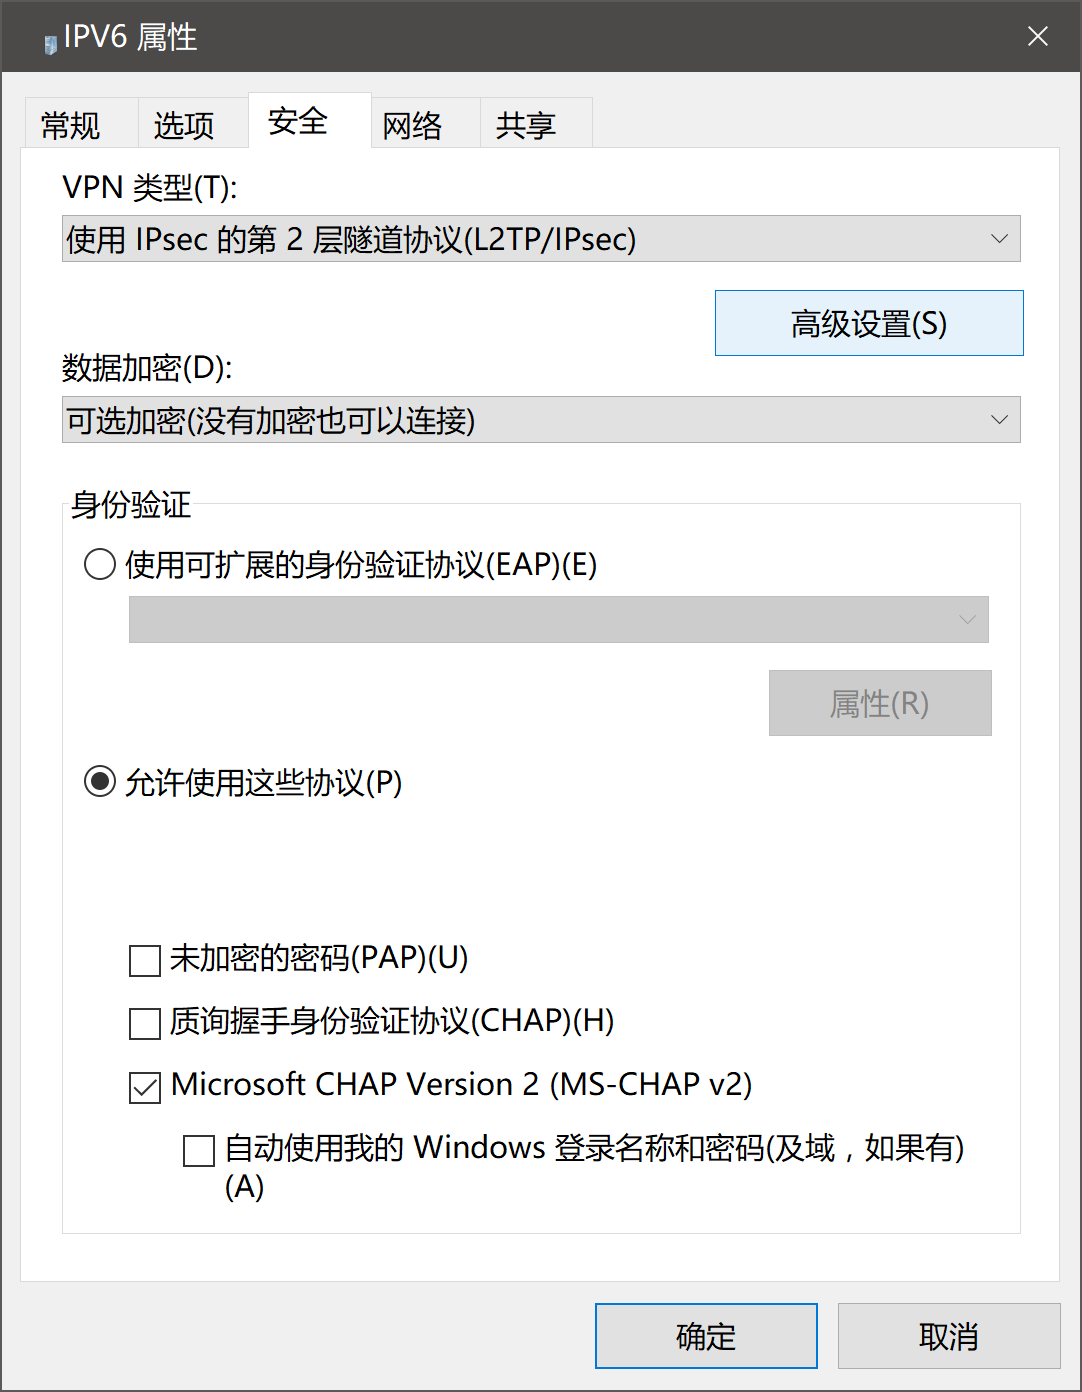 IPV6 属性
常规 选项 安全 网络 共享
VPN 类型(T):
使用 IPsec 的第 2 层隧道协议(L2TP/IPsec)
高级设置(S)
数据加密(D):
可选加密(没有加密也可以连接)
身份验证
使用可扩展的身份验证协议(EAP)(E)
属性(R)
允许使用这些协议(P)
未加密的密码(PAP)(U)
质询握手身份验证协议(CHAP)(H)
Microsoft CHAP Version 2 (MS-CHAP v2)
自动使用我的 Windows 登录名称和密码(及域，如果有)
(A)
确定 取消